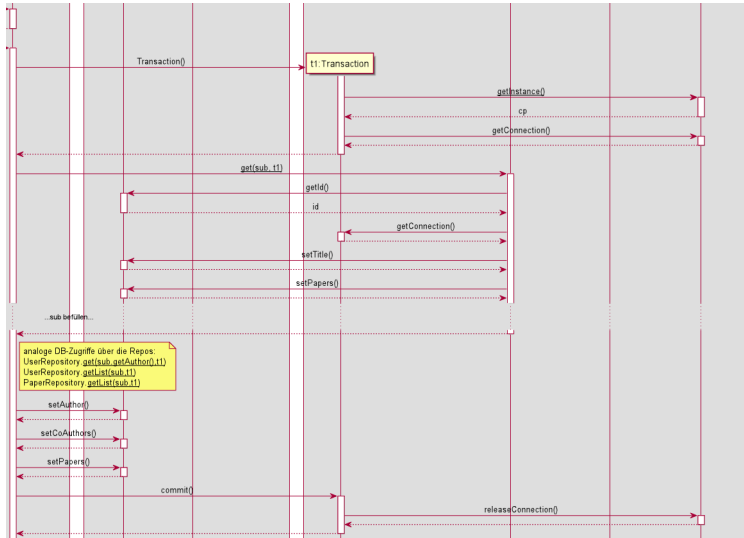 Transaction()
t1:Transaction
getInstance()
cp
getConnection()
get(sub, t1)
getId()
id
getConnection()
setTitle()
setPapers()
...sub befüllen...
analoge DB-Zugriffe über die Repos:
UserRepository.get(sub.getAuthor(),t1)
UserRepository.getList(sub,t1)
PaperRepository.getList(sub,t1)
setAuthor()
setCoAuthors()
setPapers()
commit()
releaseConnection()